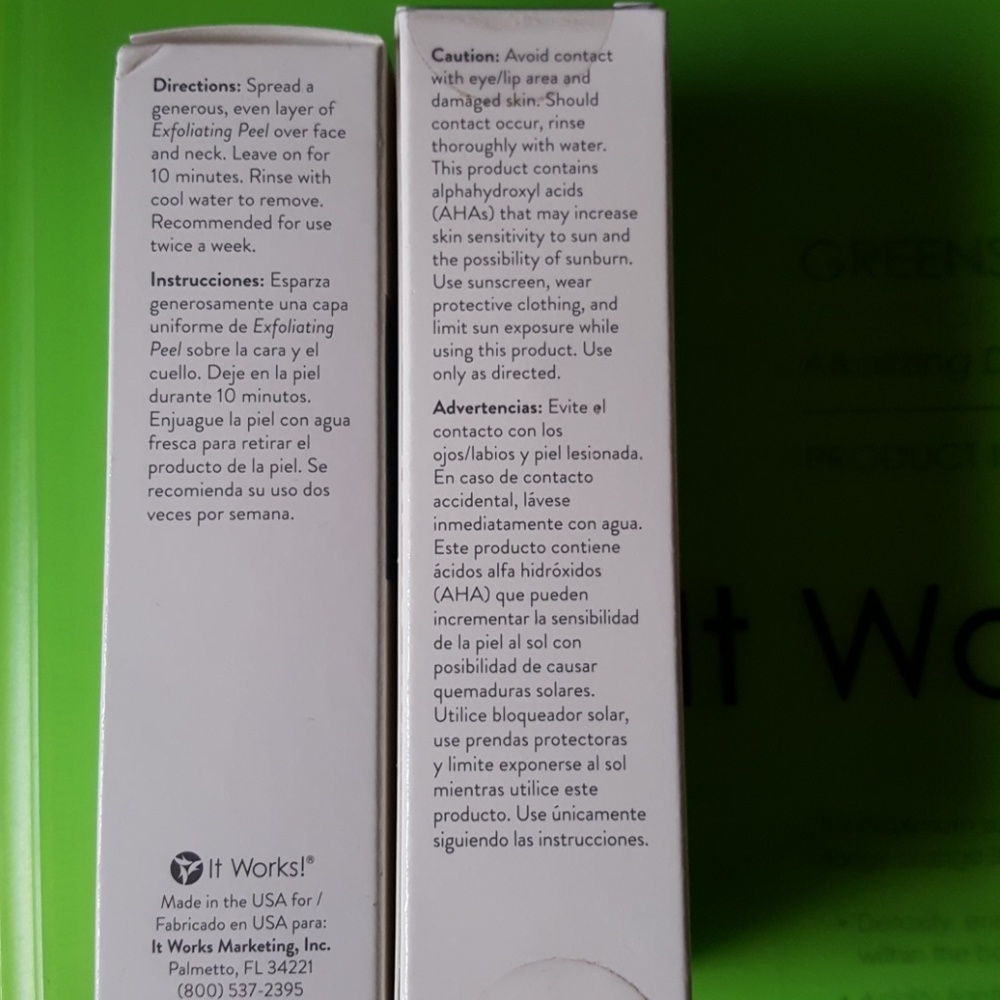 Directions: Spread a
generous, even layer of
Exfoliating Peel over face
and neck. Leave on for
10 minutes. Rinse with
cool water to remove.
Recommended for use
twice a week.
Instrucciones: Esparza
generosamente una capa
uniforme de Exfoliating
Peel sobre la cara y el
cuello. Deje en la piel
durante 10 minutos.
Enjuague la piel con agua
fresca para retirar el
producto de la piel. Se
recomienda su uso dos
veces por semana.
It Works!®
Made in the USA for /
Fabricado en USA para:
It Works Marketing, Inc.
Palmetto, FL 34221
(800) 537-2395
Caution: Avoid contact
with eye/lip area and
damaged skin. Should
contact occur, rinse
thoroughly with water.
This product contains
alphahydroxyl acids
(AHAs) that may increase
skin sensitivity to sun and
the possibility of sunburn.
Use sunscreen, wear
protective clothing, and
limit sun exposure while
using this product. Use
only as directed.
Advertencias: Evite el
contacto con los
ojos/labios y piel lesionada.
En caso de contacto
accidental, lávese
inmediatamente con agua.
Este producto contiene
ácidos alfa hidróxidos
(AHA) que pueden
incrementar la sensibilidad
de la piel al sol con
posibilidad de causar
quemaduras solares.
Utilice bloqueador solar,
use prendas protectoras
y limite exponerse al sol
mientras utilice este
producto. Use únicamente
siguiendo las instrucciones.
GREENS
PRODUCT
It Wo
within the